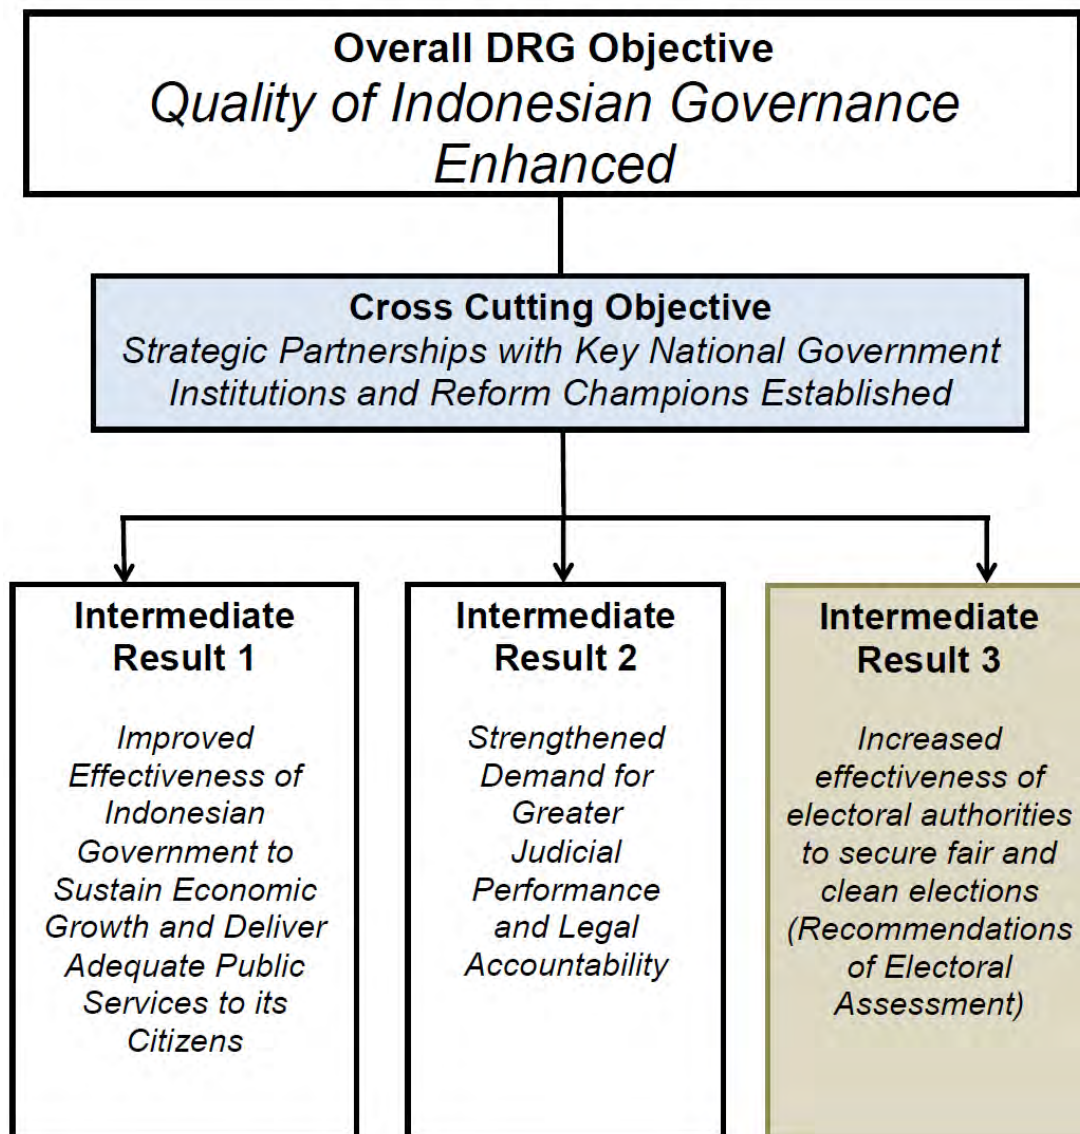 Overall DRG Objective
Quality of Indonesian Governance
Enhanced
Cross Cutting Objective
Strategic Partnerships with Key National Government
Institutions and Reform Champions Established
Intermediate
Result 1
Improved
Effectiveness of
Indonesian
Government to
Sustain Economic
Growth and Deliver
Adequate Public
Services to its
Citizens
Intermediate
Result 2
Strengthened
Demand for
Greater
Judicial
Performance
and Legal
Accountability
Intermediate
Result 3
Increased
effectiveness of
electoral authorities
to secure fair and
clean elections
(Recommendations
of Electoral
Assessment)